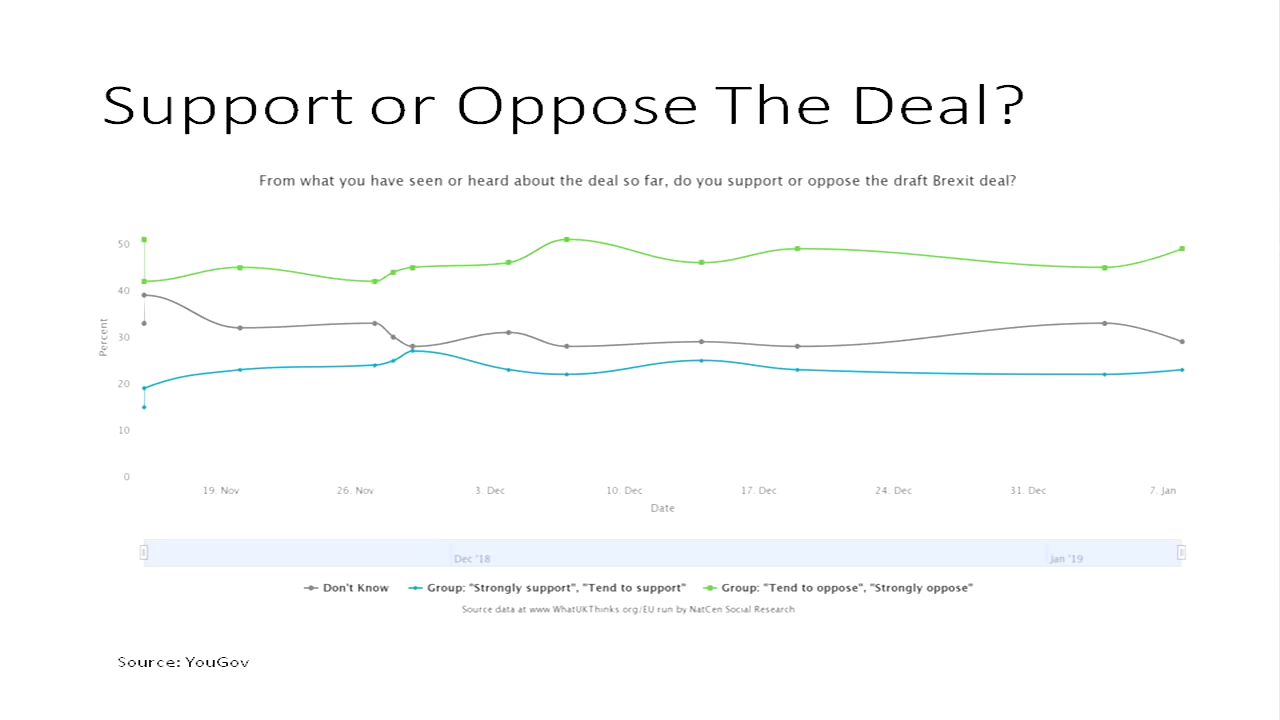 Support or Oppose The Deal?
From what you have seen or heard about the deal so far, do you support or oppose the draft Brexit deal?
50
40
30
20
10
0
Percent
19. Nov 26. Nov 3. Dec 10. Dec 17. Dec 24. Dec 31. Dec 7. Jan
Date
Dec '18 Jan '19
Don't Know Group: "Strongly support", "Tend to support" Group: "Tend to oppose", "Strongly oppose"
Source data at www.WhatUKThinks.org/EU run by NatCen Social Research
Source: YouGov